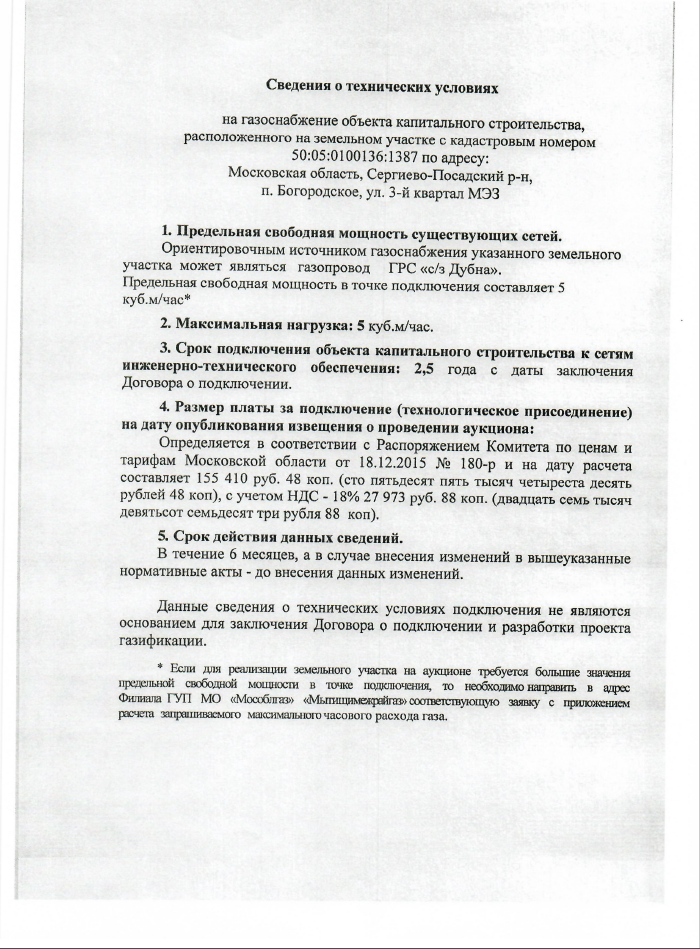 Сведения о технических условиях
на газоснабжение объекта капитального строительства,
расположенного на земельном участке с кадастровым номером
50:05:0100136:1387 по адресу:
Московская область, Сергиево-Посадский р-н,
п. Богородское, ул. 3-й квартал МЭЗ
1. Предельная свободная мощность существующих сетей.
Ориентировочным источником газоснабжения указанного земельного
участка может являться газопровод ГРС «с/з Дубна».
Предельная свободная мощность в точке подключения составляет 5
куб.м/час*
2. Максимальная нагрузка: 5 куб.м/час.
3. Срок подключения объекта капитального строительства к сетям
инженерно-технического обеспечения: 2,5 года с даты заключения
Договора о подключении.
4. Размер платы за подключение (технологическое присоединение)
на дату опубликования извещения о проведении аукциона:
Определяется в соответствии с Распоряжением Комитета по ценам и
тарифам Московской области от 18.12.2015 № 180-р и на дату расчета
составляет 155 410 руб. 48 коп. (сто пятьдесят пять тысяч четыреста десять
рублей 48 коп), с учетом НДС - 18% 27 973 руб. 88 коп. (двадцать семь тысяч
девятьсот семьдесят три рубля 88 коп).
5. Срок действия данных сведений.
В течение 6 месяцев, а в случае внесения изменений в вышеуказанные
нормативные акты - до внесения данных изменений.
Данные сведения о технических условиях подключения не являются
основанием для заключения Договора о подключении и разработки проекта
газификации.
* Если для реализации земельного участка на аукционе требуется большие значения
предельной свободной мощности в точке подключения, то необходимо направить в адрес
Филиала ГУП МО «Мособлгаз» «Мытищимежрайгаз» соответствующую заявку с приложением
расчета запрашиваемого максимального часового расхода газа.